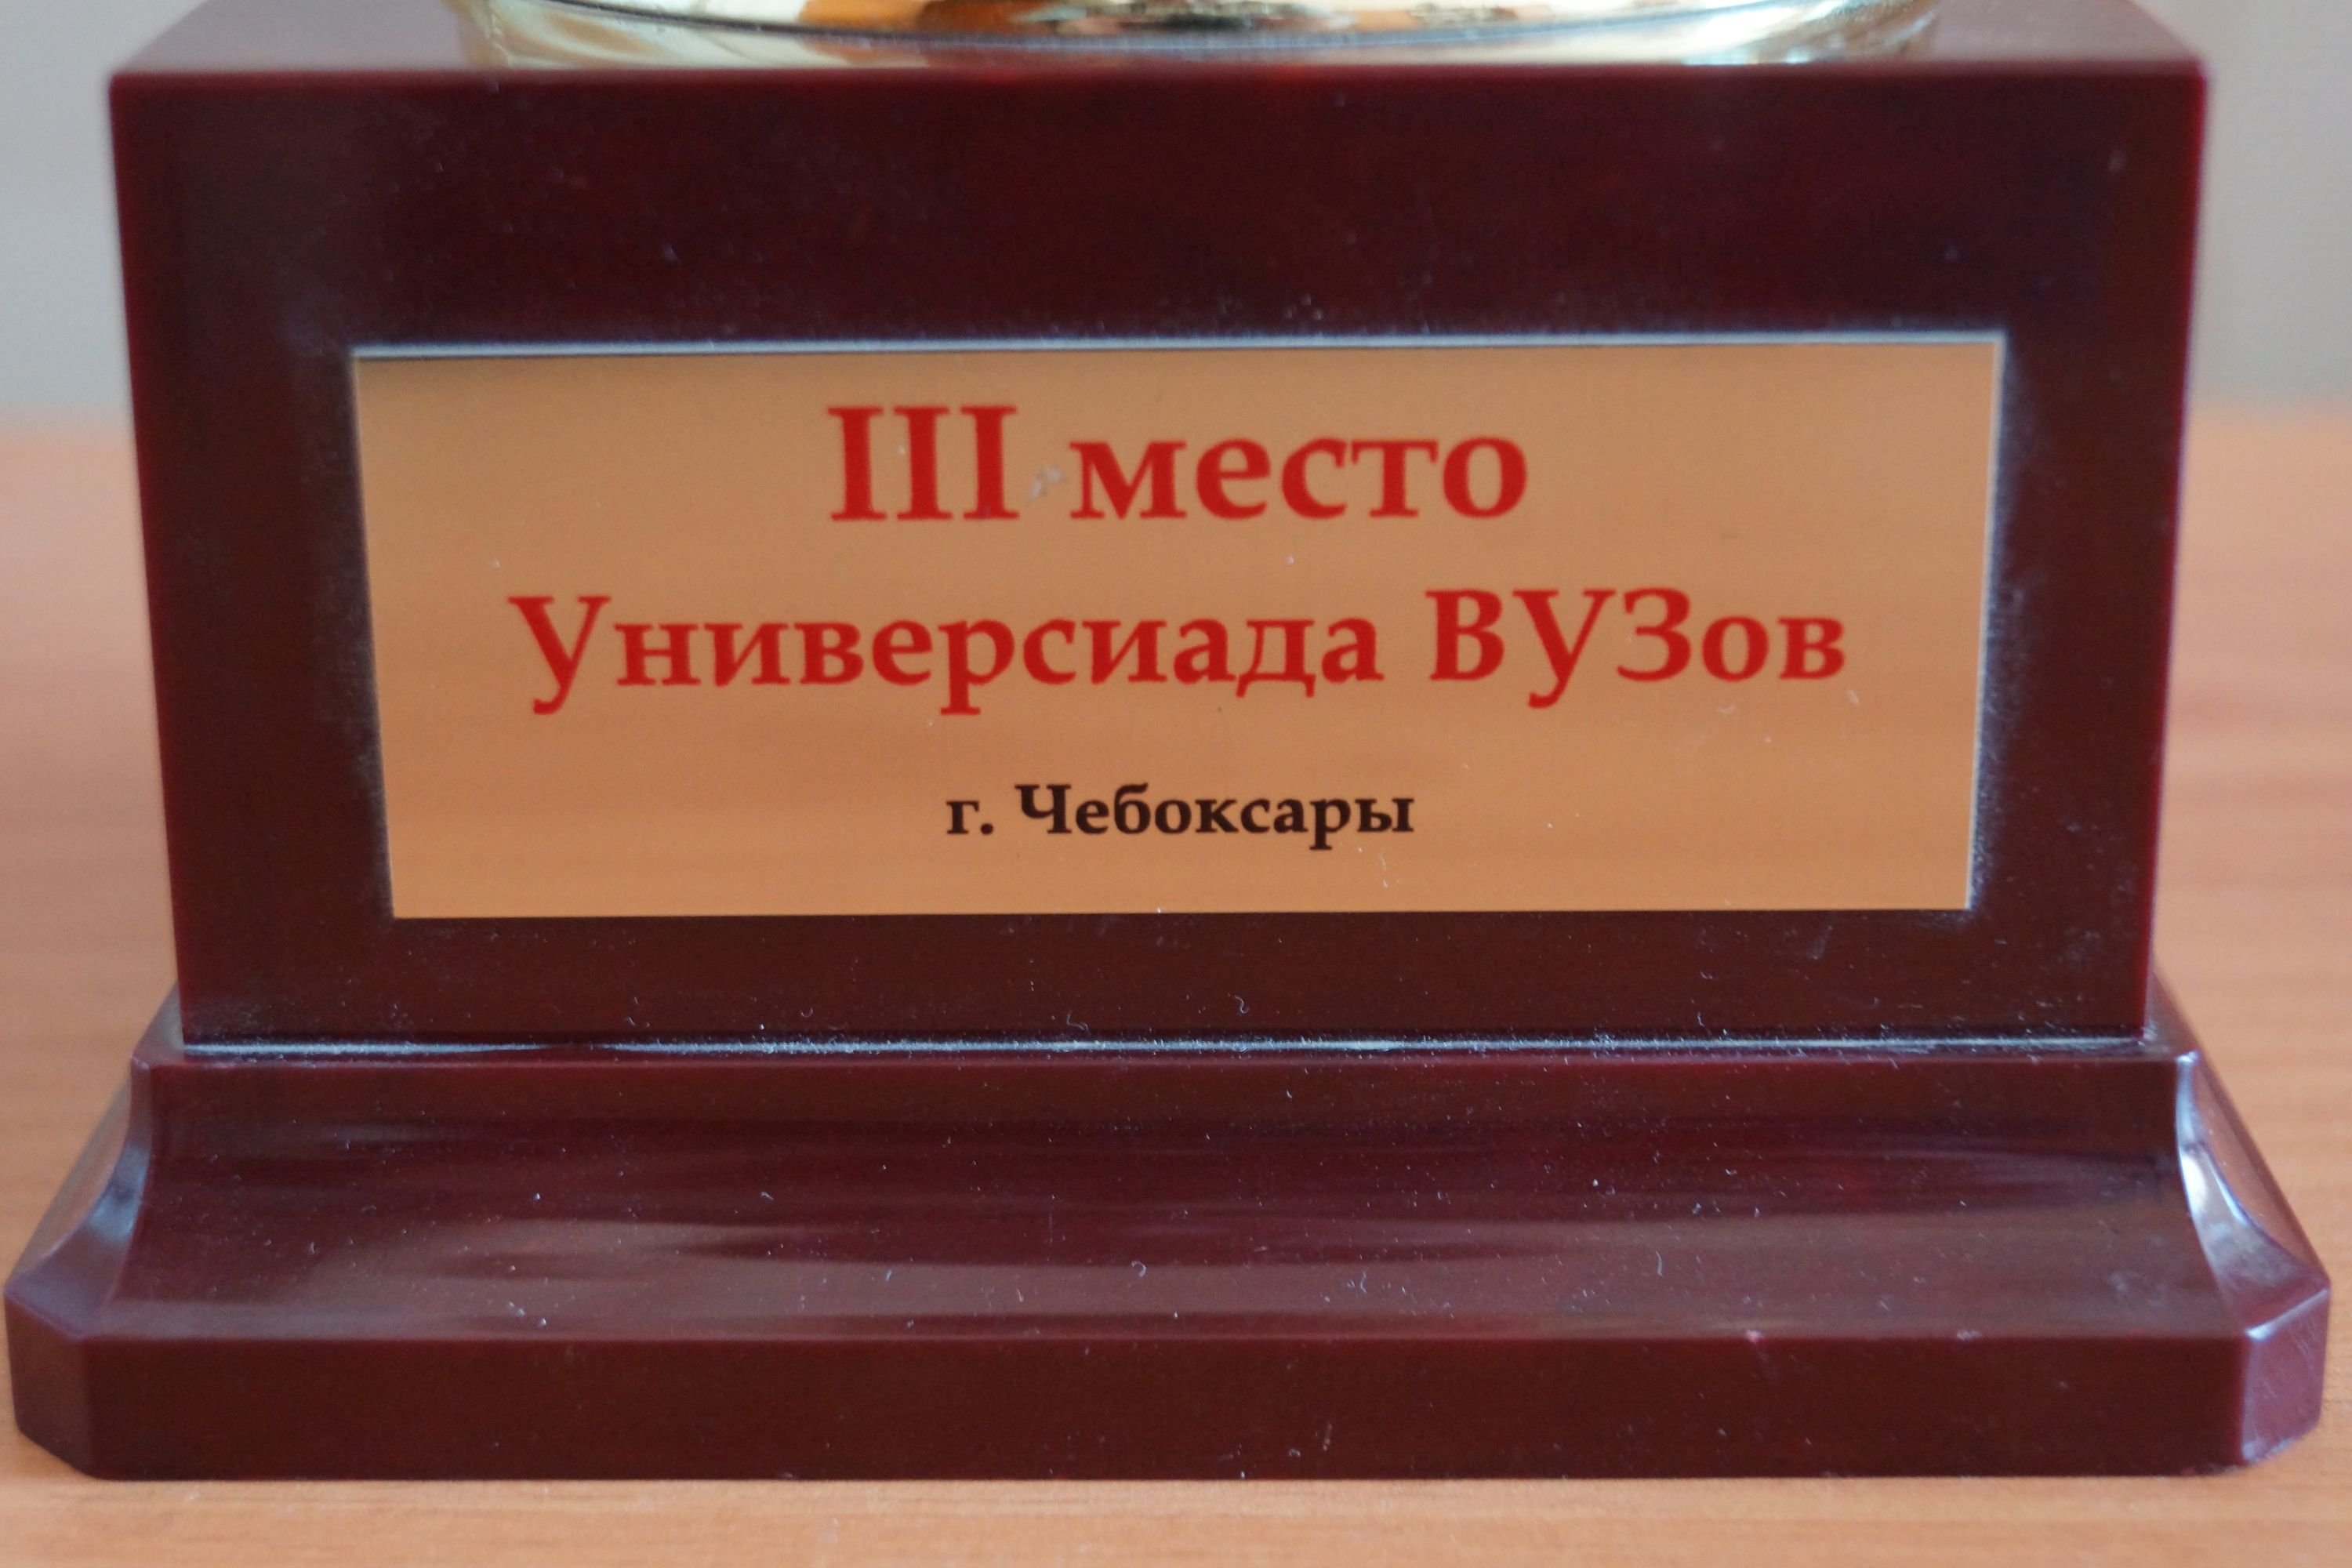 III место
Универсиада ВУЗов
г. Чебоксары